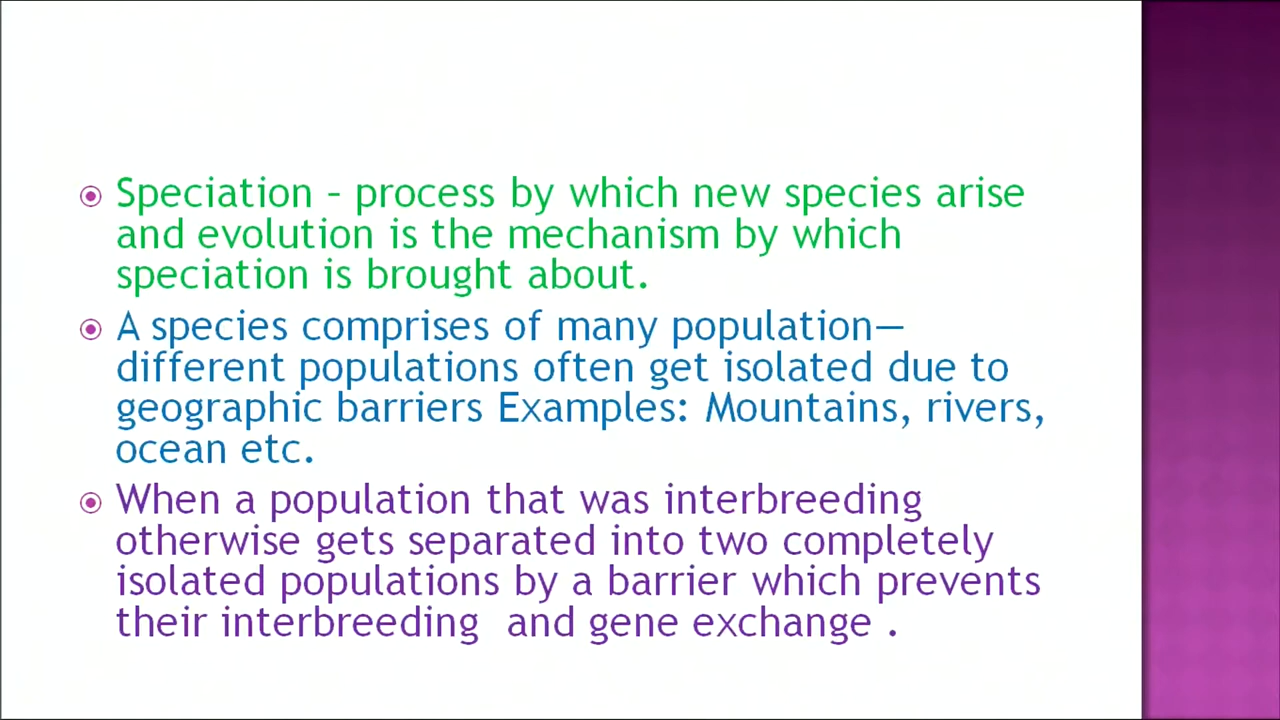 Speciation – process by which new species arise
and evolution is the mechanism by which
speciation is brought about.
A species comprises of many population—
different populations often get isolated due to
geographic barriers Examples: Mountains, rivers,
ocean etc.
When a population that was interbreeding
otherwise gets separated into two completely
isolated populations by a barrier which prevents
their interbreeding  and gene exchange .